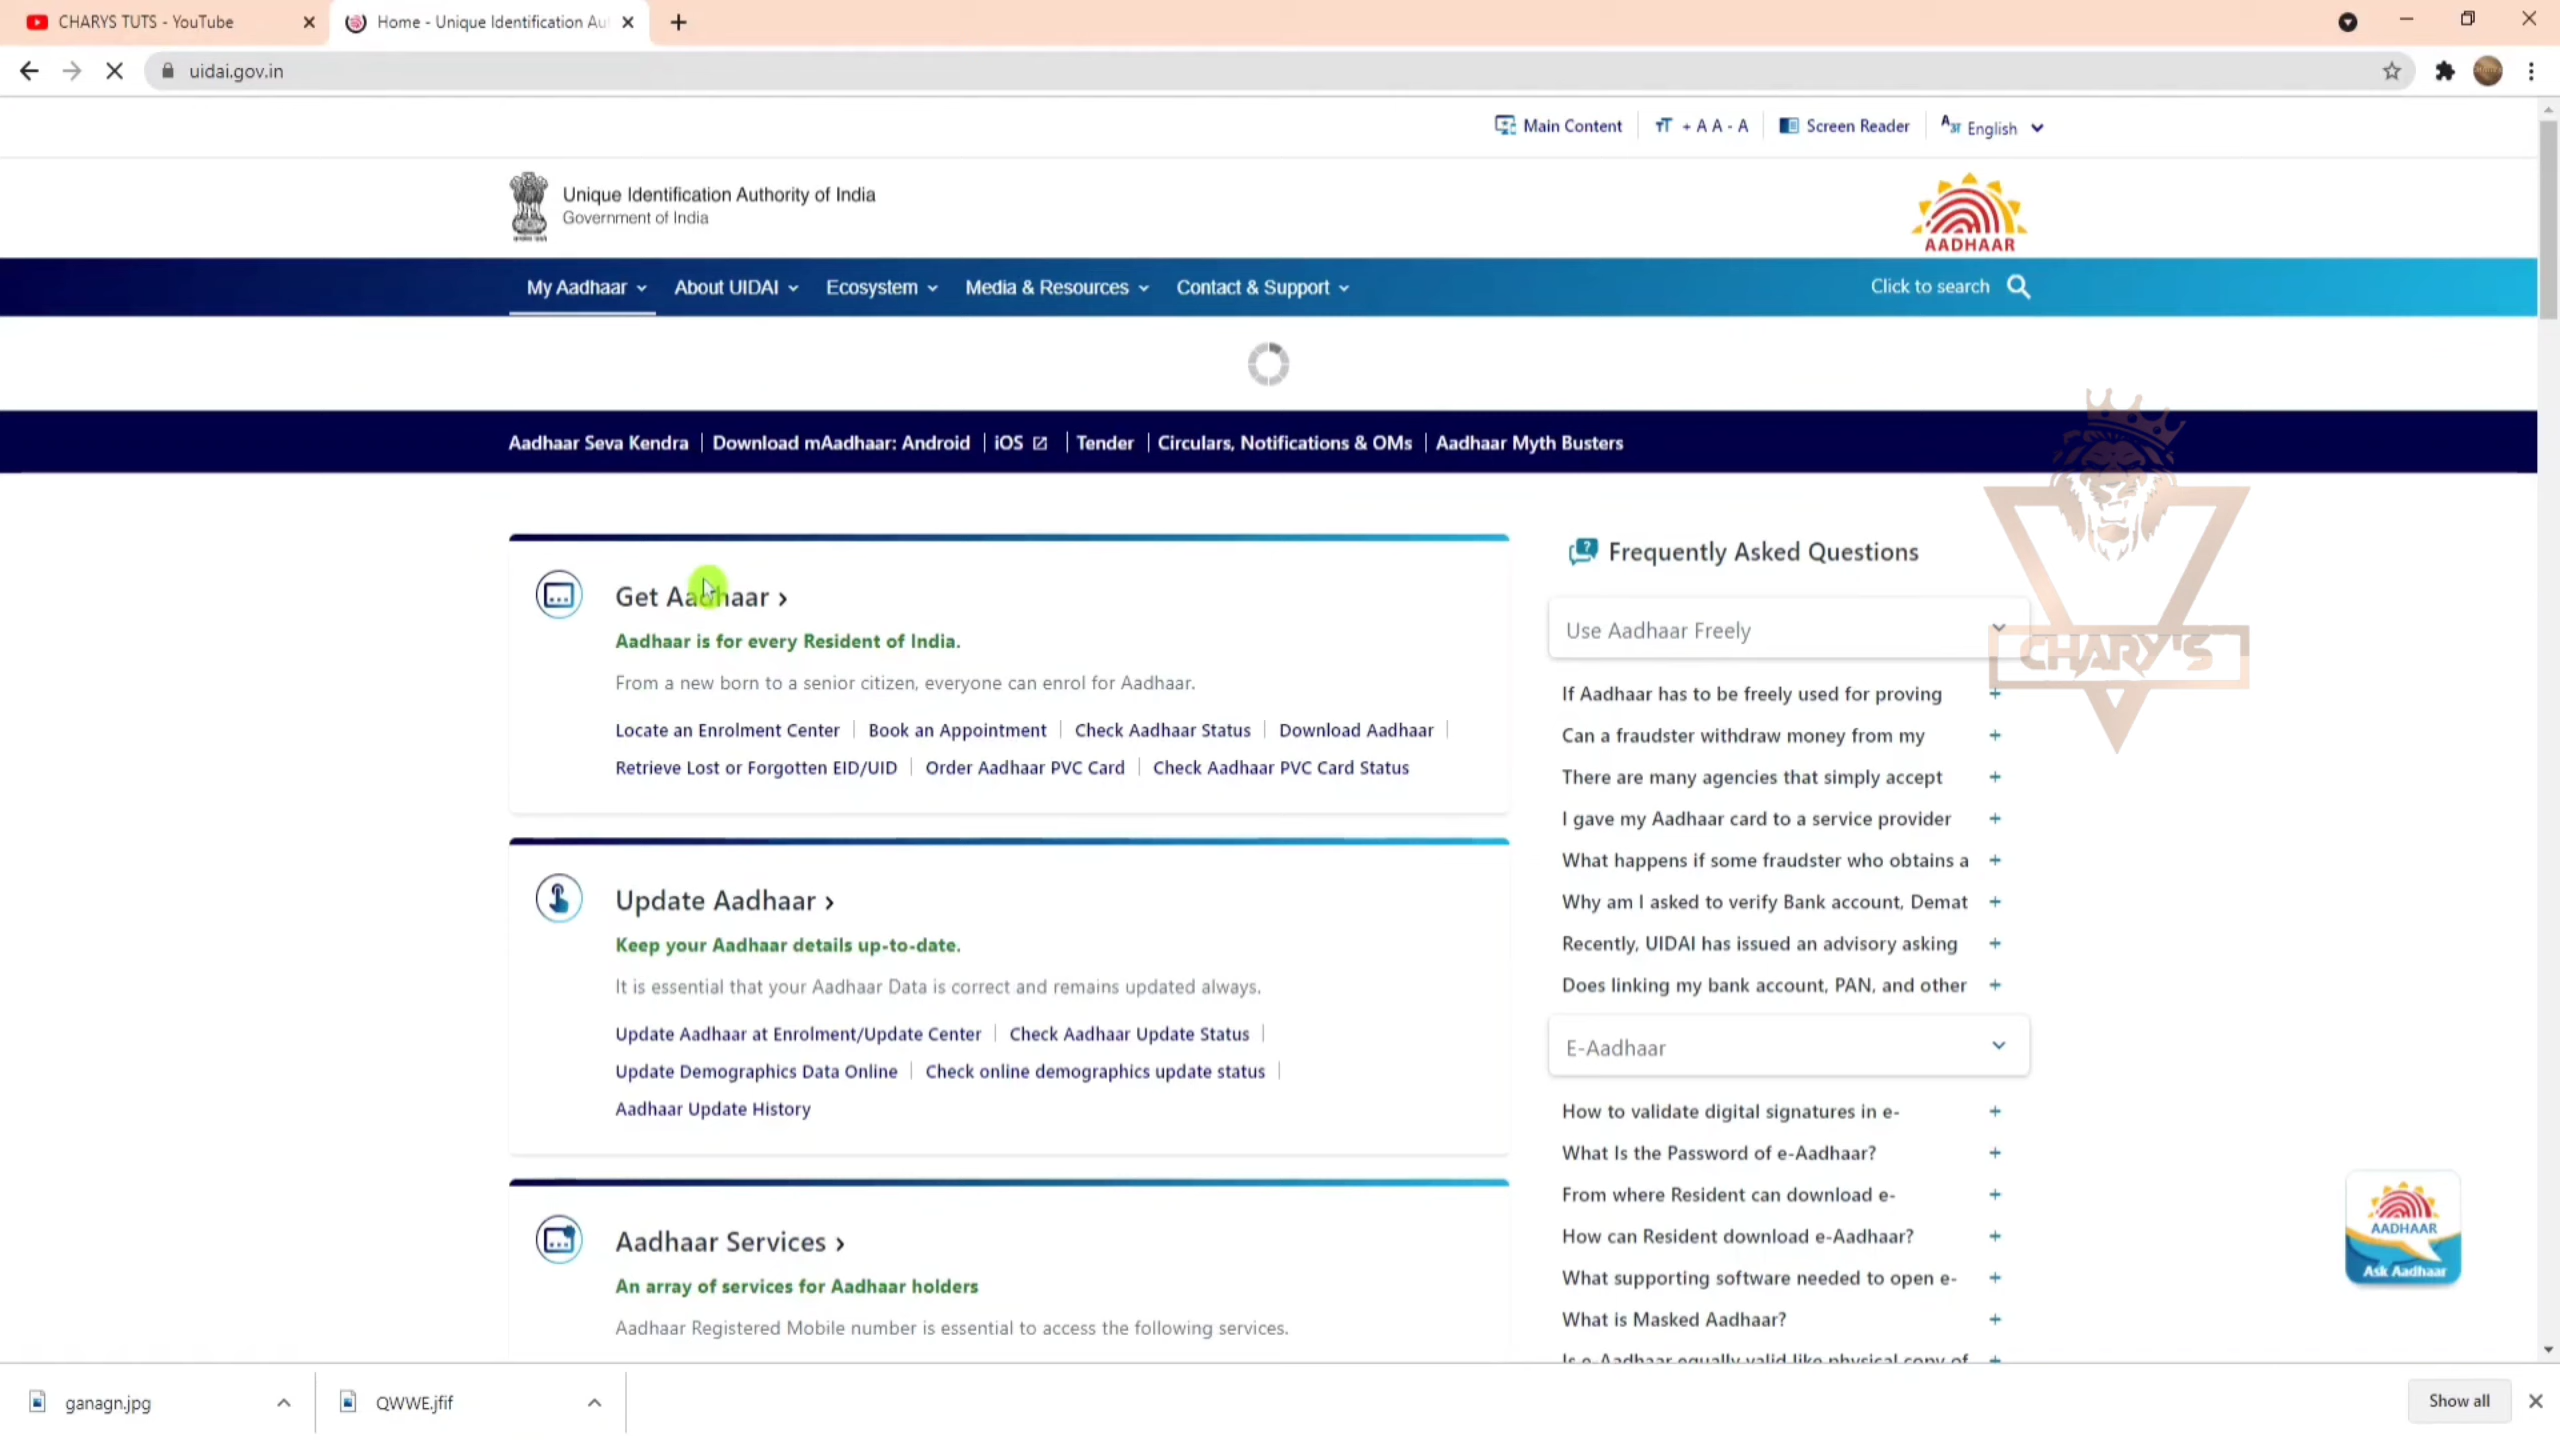 CHARYS TUTS - YouTube
Home - Unique Identification Au
uidai.gov.in
Main Content
+ A A - A
Screen Reader
English
Unique Identification Authority of India
Government of India
AADHAAR
My Aadhaar
About UIDAI
Ecosystem
Media & Resources
Contact & Support
Click to search
Aadhaar Seva Kendra | Download mAadhaar: Android | iOS | Tender | Circulars, Notifications & OMs | Aadhaar Myth Busters
Get Aadhaar ›
Aadhaar is for every Resident of India.
From a new born to a senior citizen, everyone can enrol for Aadhaar.
Locate an Enrolment Center | Book an Appointment | Check Aadhaar Status | Download Aadhaar |
Retrieve Lost or Forgotten EID/UID | Order Aadhaar PVC Card | Check Aadhaar PVC Card Status
Update Aadhaar ›
Keep your Aadhaar details up-to-date.
It is essential that your Aadhaar Data is correct and remains updated always.
Update Aadhaar at Enrolment/Update Center | Check Aadhaar Update Status |
Update Demographics Data Online | Check online demographics update status |
Aadhaar Update History
Aadhaar Services ›
An array of services for Aadhaar holders
Aadhaar Registered Mobile number is essential to access the following services.
Frequently Asked Questions
Use Aadhaar Freely
If Aadhaar has to be freely used for proving +
Can a fraudster withdraw money from my +
There are many agencies that simply accept +
I gave my Aadhaar card to a service provider +
What happens if some fraudster who obtains a +
Why am I asked to verify Bank account, Demat +
Recently, UIDAI has issued an advisory asking +
Does linking my bank account, PAN, and other +
E-Aadhaar
How to validate digital signatures in e- +
What Is the Password of e-Aadhaar? +
From where Resident can download e- +
How can Resident download e-Aadhaar? +
What supporting software needed to open e- +
What is Masked Aadhaar? +
Is e-Aadhaar equally valid like physical copy of +
CHARY'S
AADHAAR
Ask Aadhaar
ganagn.jpg
QWWE.jfif
Show all